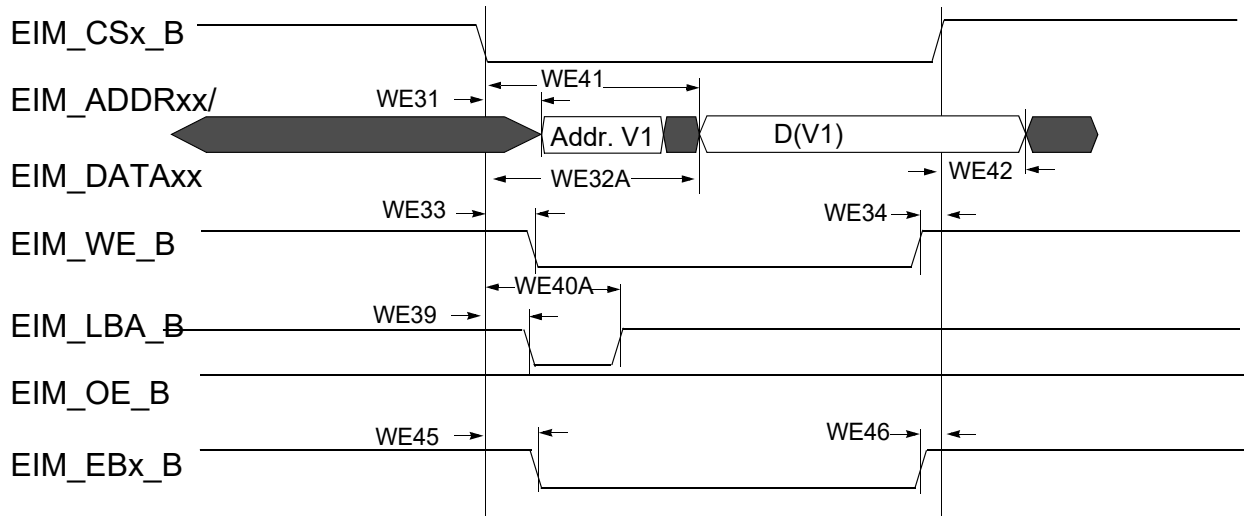 EIM_CSx_B
WE41
EIM_ADDRxx/
WE31
Addr. V1
D(V1)
EIM_DATAxx
WE32A
WE42
WE33
WE34
EIM_WE_B
WE40A
WE39
EIM_LBA_B
EIM_OE_B
WE45
WE46
EIM_EBx_B